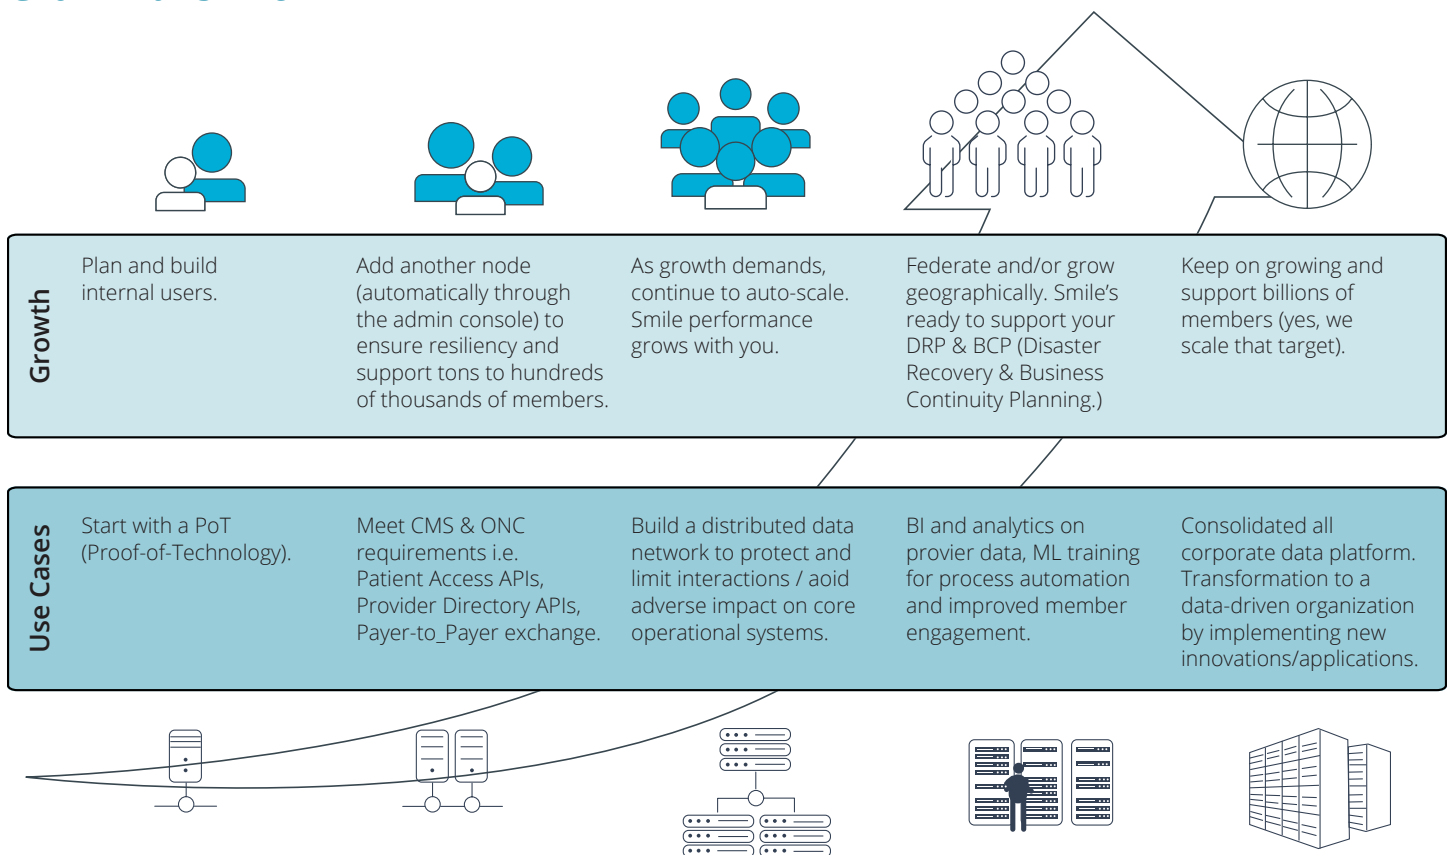 Growth
Plan and build
internal users.
Add another node
(automatically through
the admin console) to
ensure resiliency and
support tons to hundreds
of thousands of members.
As growth demands,
continue to auto-scale.
Smile performance
grows with you.
Federate and/or grow
geographically. Smile’s
ready to support your
DRP & BCP (Disaster
Recovery & Business
Continuity Planning.)
Keep on growing and
support billions of
members (yes, we
scale that target).
Use Cases
Start with a PoT
(Proof-of-Technology).
Meet CMS & ONC
requirements i.e.
Patient Access APIs,
Provider Directory APIs,
Payer-to_Payer exchange.
Build a distributed data
network to protect and
limit interactions / aoid
adverse impact on core
operational systems.
BI and analytics on
provier data, ML training
for process automation
and improved member
engagement.
Consolidated all
corporate data platform.
Transformation to a
data-driven organization
by implementing new
innovations/applications.